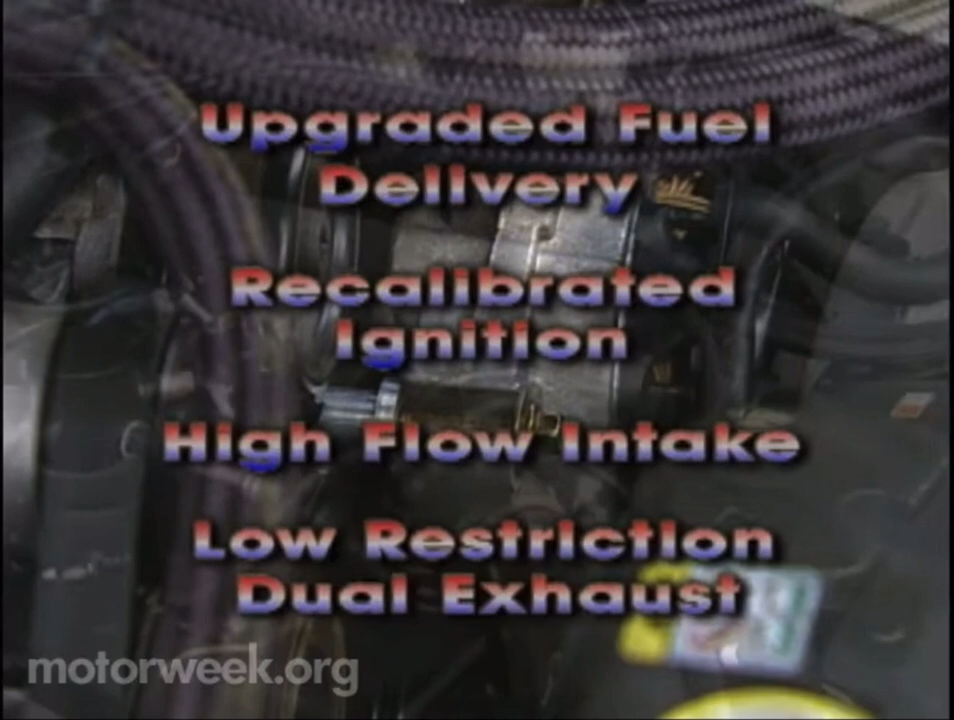 Upgraded Fuel
Delivery
Recalibrated
Ignition
High Flow Intake
Low Restriction
Dual Exhaust
motorweek.org